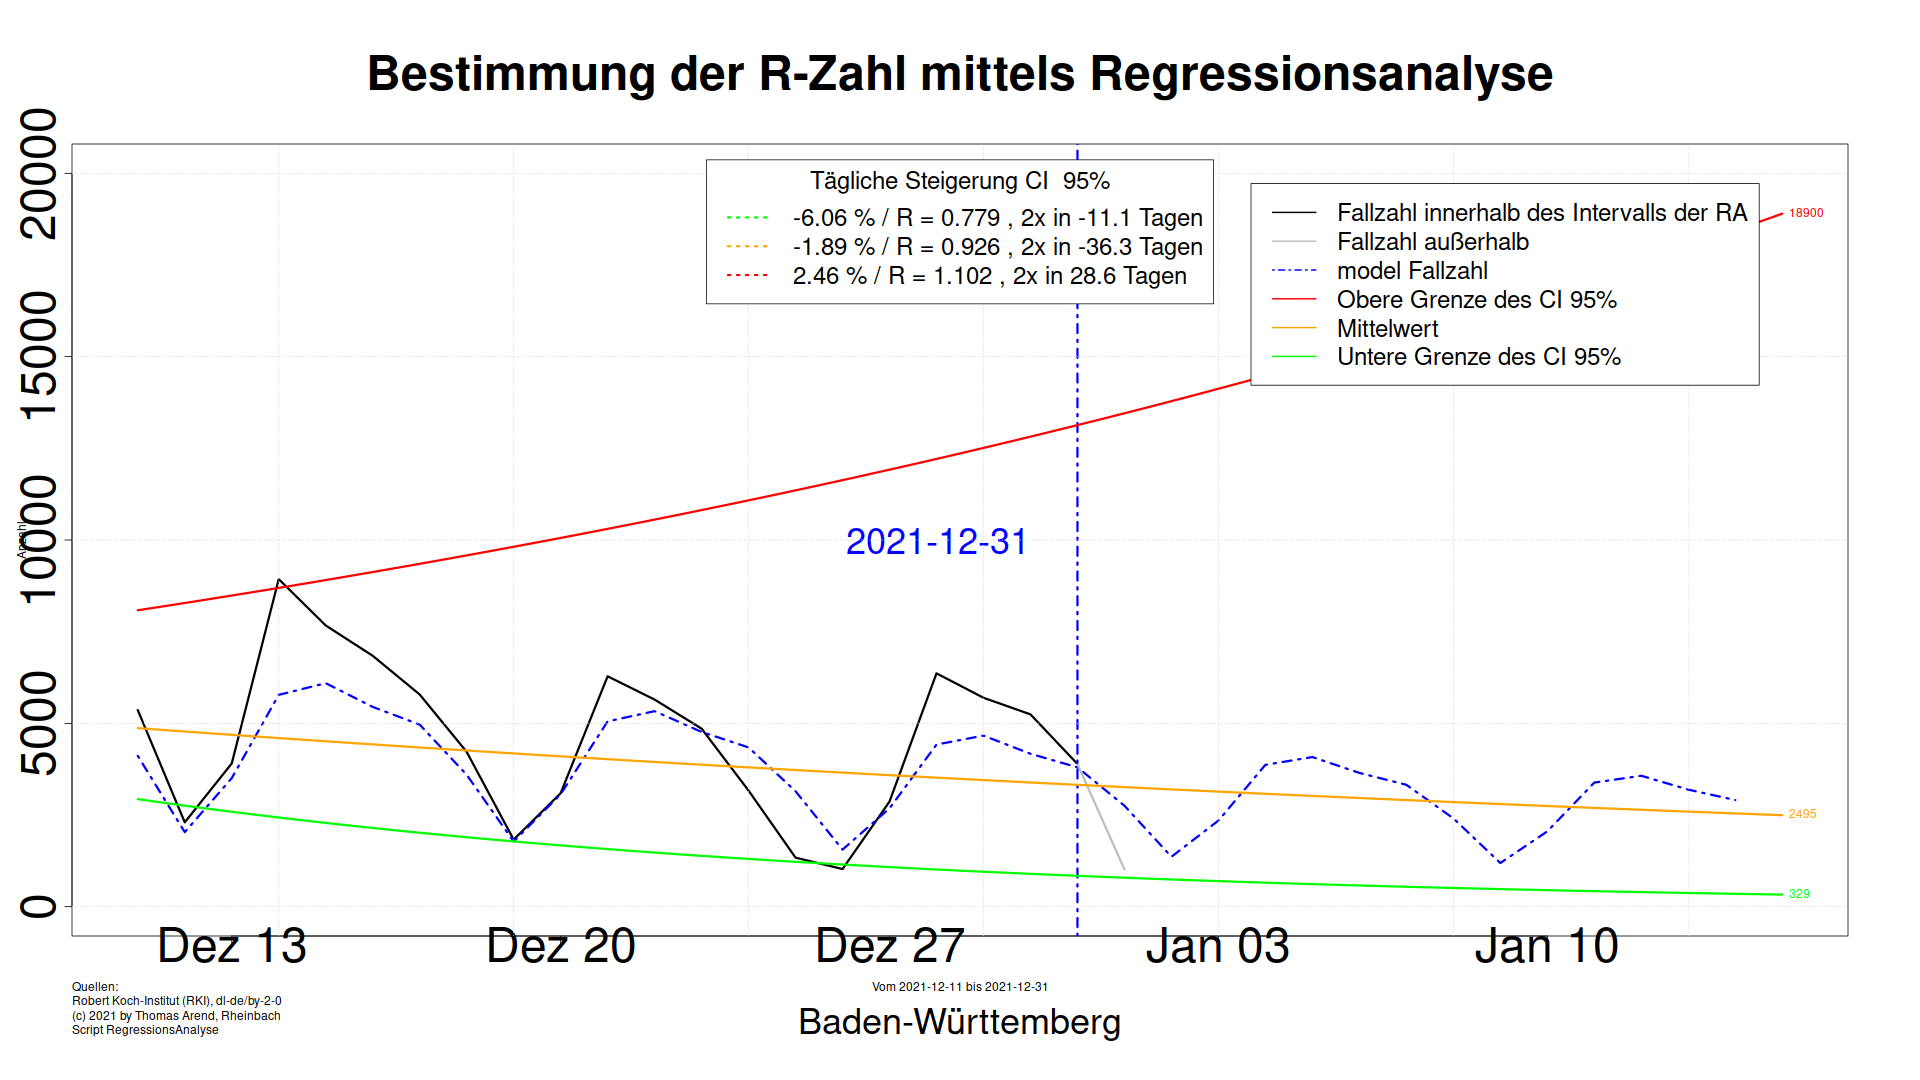 Bestimmung der R-Zahl mittels Regressionsanalyse
Tägliche Steigerung CI  95%
-6.06 % / R = 0.779 , 2x in -11.1 Tagen
-1.89 % / R = 0.926 , 2x in -36.3 Tagen
2.46 % / R = 1.102 , 2x in 28.6 Tagen
Fallzahl innerhalb des Intervalls der RA
Fallzahl außerhalb
model Fallzahl
Obere Grenze des CI 95%
Mittelwert
Untere Grenze des CI 95%
18900
2495
329
2021-12-31
20000
15000
10000
5000
0
Anzahl
Dez 13
Dez 20
Dez 27
Jan 03
Jan 10
Quellen:
Robert Koch-Institut (RKI), dl-de/by-2-0
(c) 2021 by Thomas Arend, Rheinbach
Script RegressionsAnalyse
Vom 2021-12-11 bis 2021-12-31
Baden-Württemberg